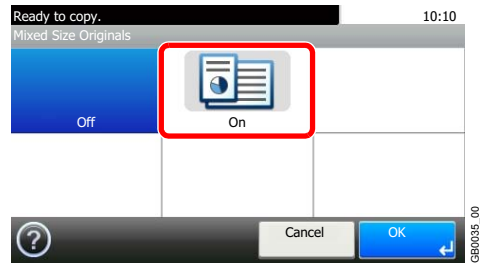 Ready to copy. 10:10
Mixed Size Originals
Off On
? Cancel OK
GB0035_00